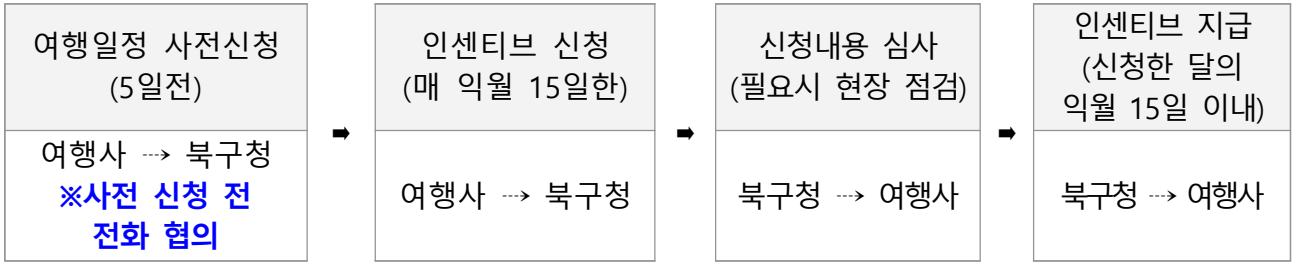 여행일정 사전신청
(5일전)
여행사 ⤑ 북구청
※사전 신청 전
전화 협의
➡
인센티브 신청
(매 익월 15일한)
여행사 ⤑ 북구청
➡
신청내용 심사
(필요시 현장 점검)
북구청 ⤑ 여행사
➡
인센티브 지급
(신청한 달의
익월 15일 이내)
북구청 ⤑ 여행사